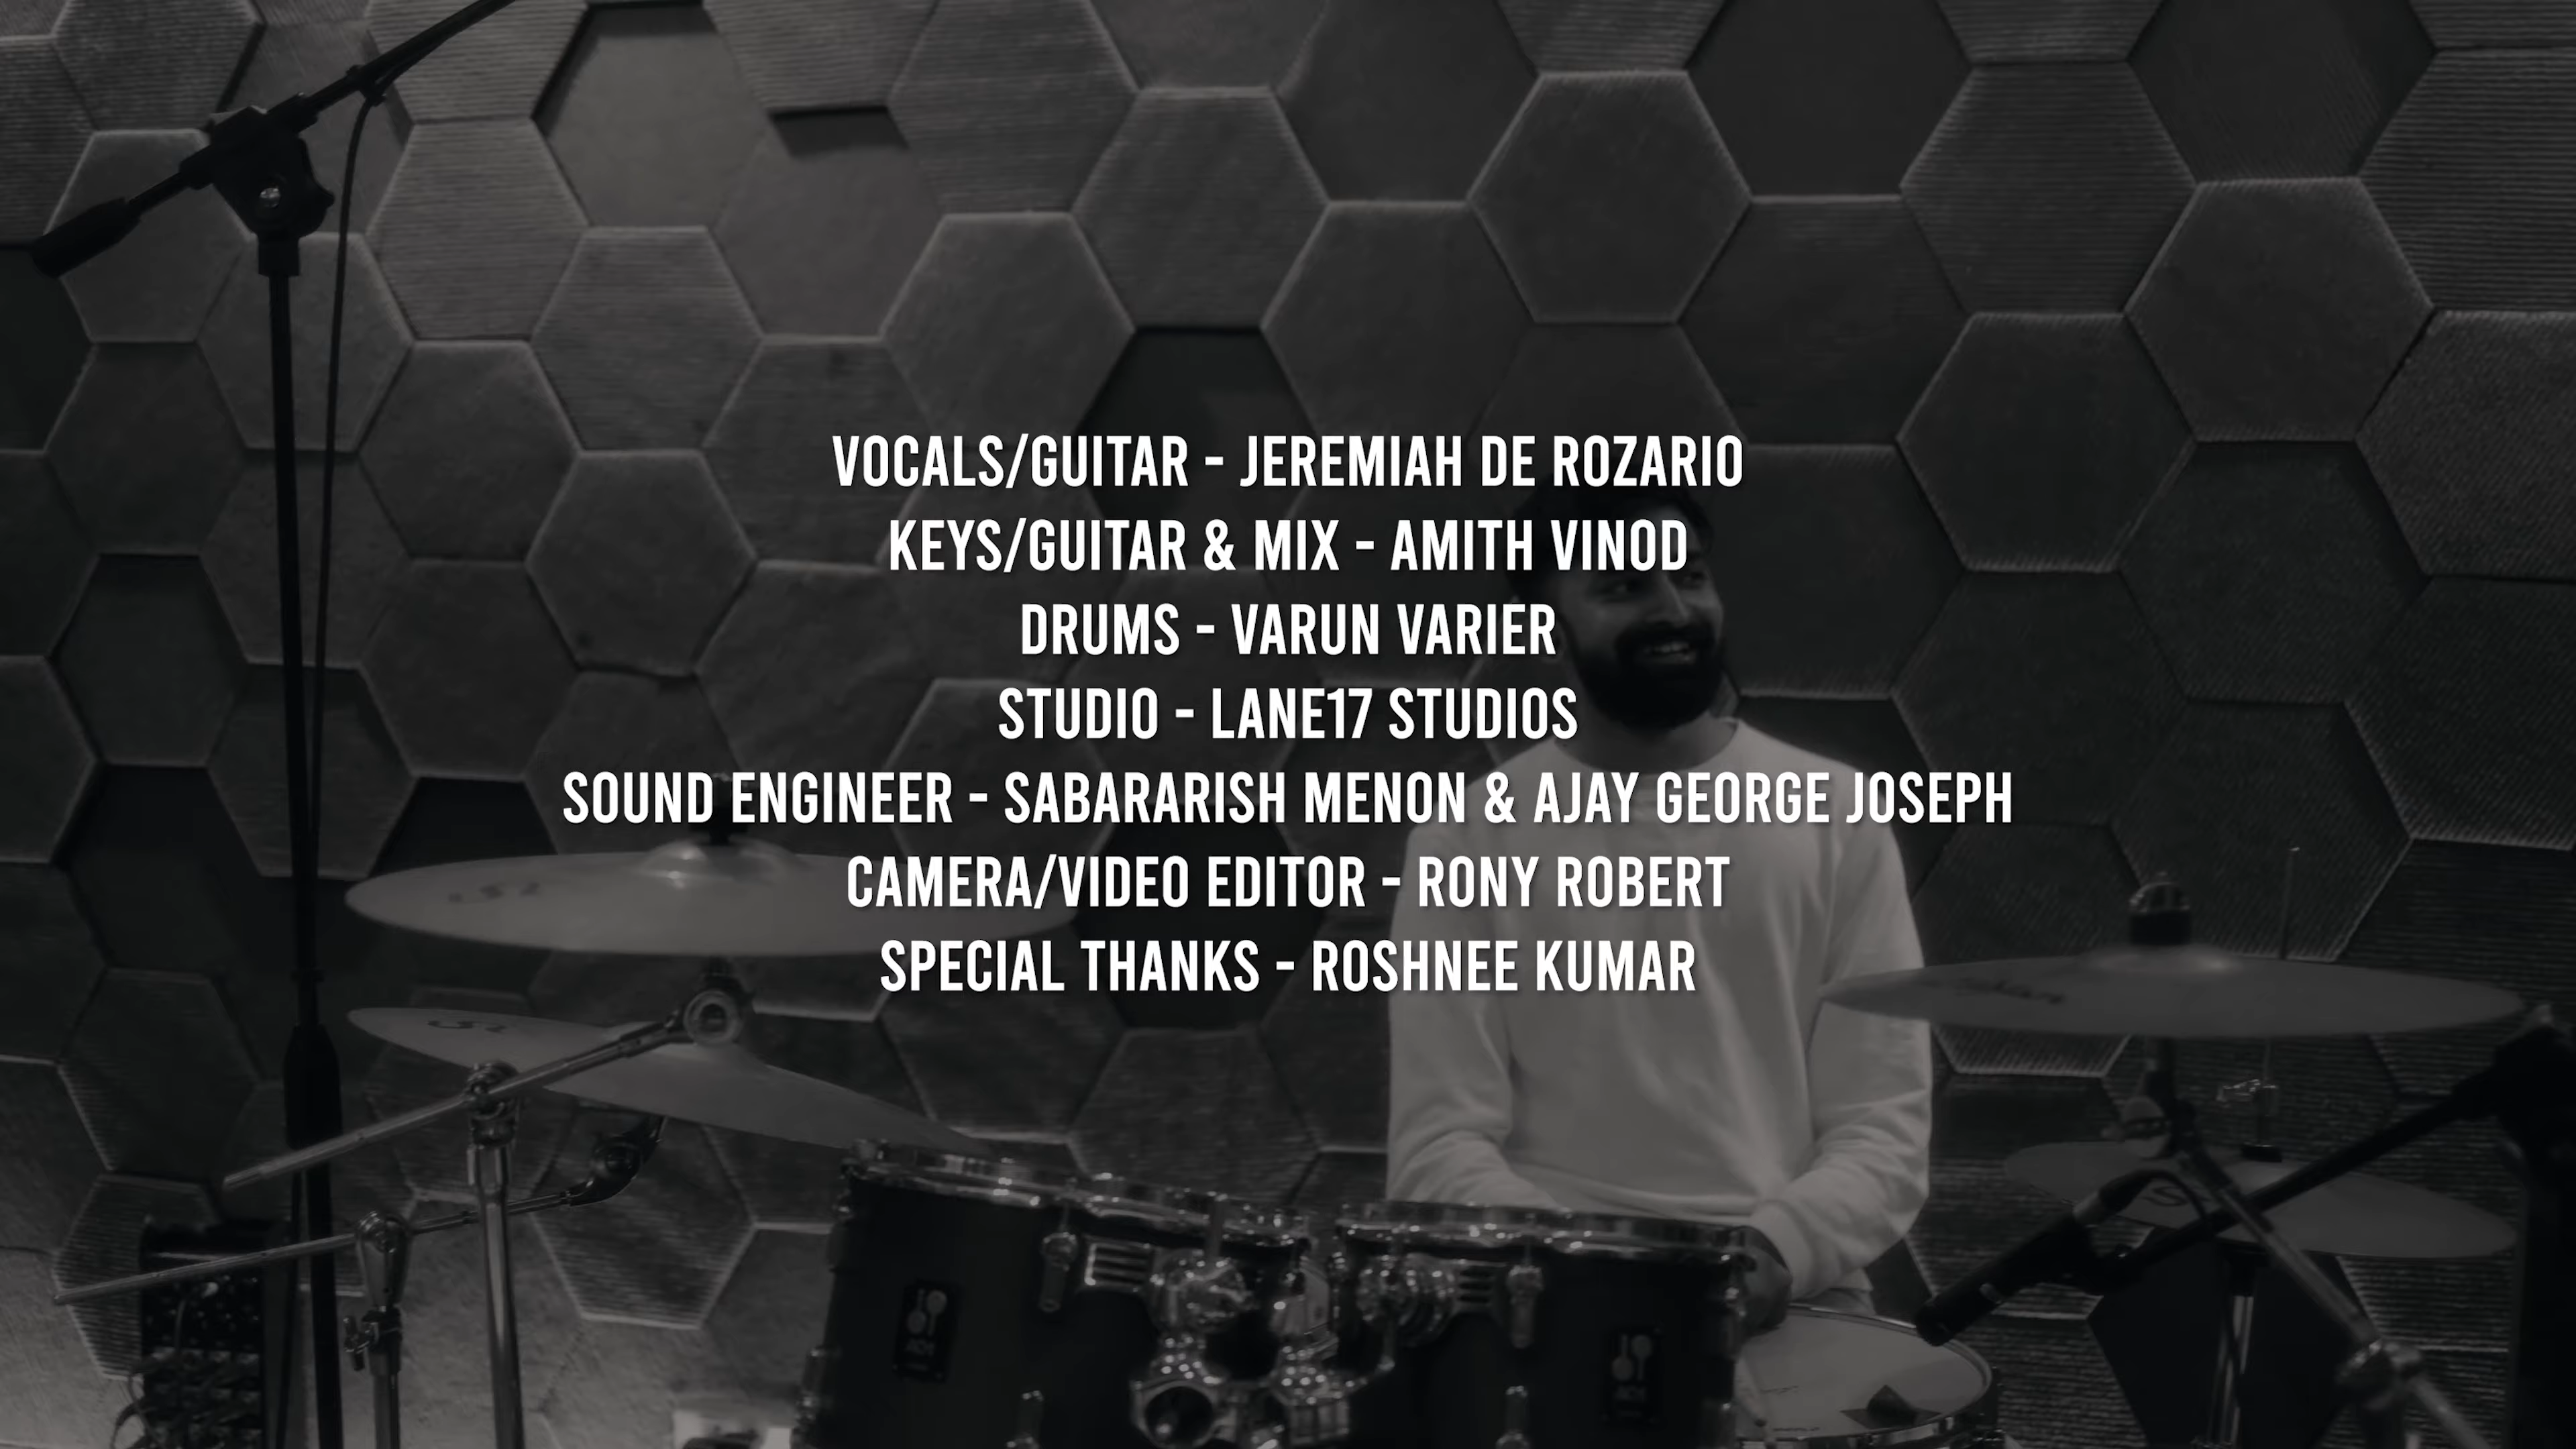 VOCALS/GUITAR - JEREMIAH DE ROZARIO
KEYS/GUITAR & MIX - AMITH VINOD
DRUMS - VARUN VARIER
STUDIO - LANE17 STUDIOS
SOUND ENGINEER - SABARARISH MENON & AJAY GEORGE JOSEPH
CAMERA/VIDEO EDITOR - RONY ROBERT
SPECIAL THANKS - ROSHNEE KUMAR